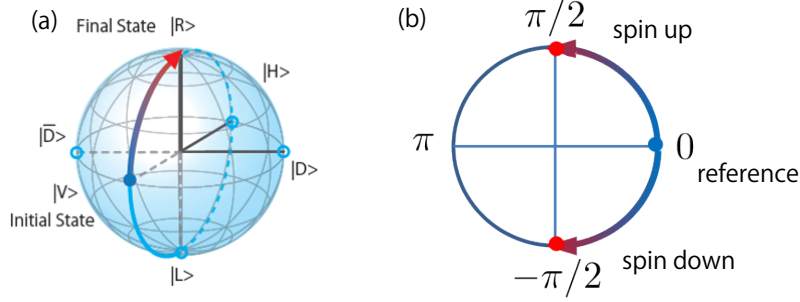 (a)
Final State
|R>
|H>
|D̅>
|D>
|V>
Initial State
|L>
(b)
π/2
spin up
π
0
reference
spin down
−π/2